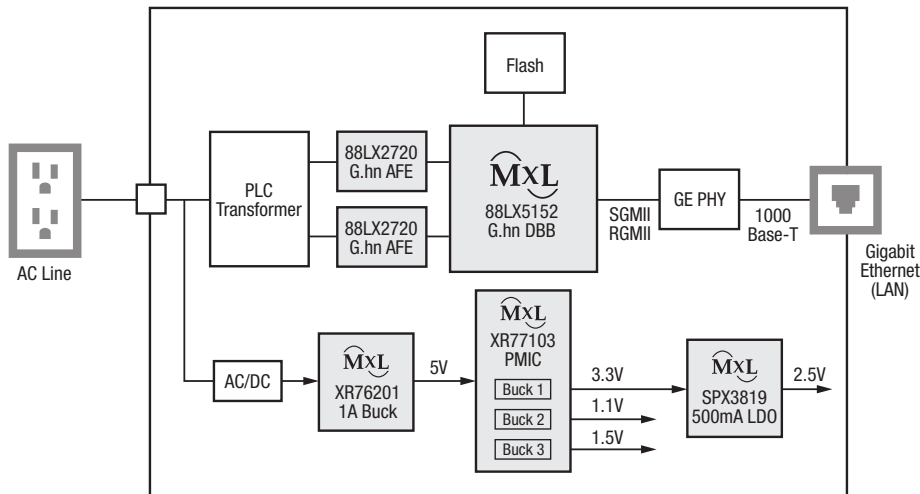 Flash
AC Line
PLC
Transformer
88LX2720
G.hn AFE
88LX2720
G.hn AFE
MXL
88LX5152
G.hn DBB
SGMII
RGMII
GE PHY
1000
Base-T
Gigabit
Ethernet
(LAN)
AC/DC
MXL
XR76201
1A Buck
5V
MXL
XR77103
PMIC
Buck 1
Buck 2
Buck 3
3.3V
1.1V
1.5V
MXL
SPX3819
500mA LDO
2.5V